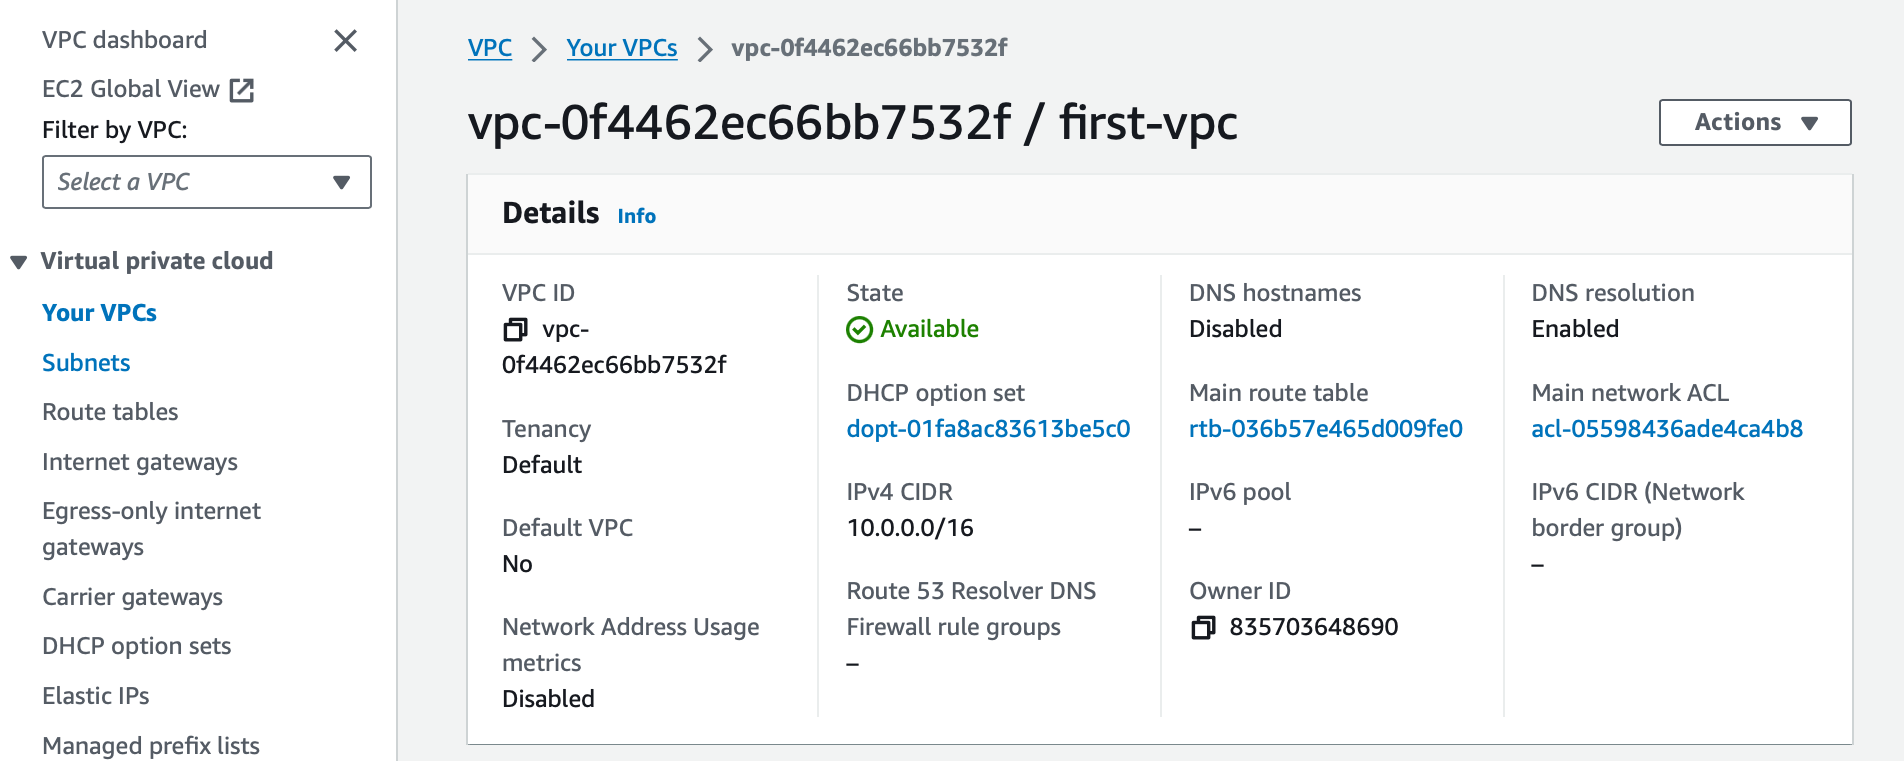 VPC dashboard
EC2 Global View
Filter by VPC:
Select a VPC
Virtual private cloud
Your VPCs
Subnets
Route tables
Internet gateways
Egress-only internet
gateways
Carrier gateways
DHCP option sets
Elastic IPs
Managed prefix lists
VPC > Your VPCs > vpc-0f4462ec66bb7532f
vpc-0f4462ec66bb7532f / first-vpc
Actions
Details Info
VPC ID
vpc-
0f4462ec66bb7532f
Tenancy
Default
Default VPC
No
Network Address Usage
metrics
Disabled
State
Available
DHCP option set
dopt-01fa8ac83613be5c0
IPv4 CIDR
10.0.0.0/16
Route 53 Resolver DNS
Firewall rule groups
–
DNS hostnames
Disabled
Main route table
rtb-036b57e465d009fe0
IPv6 pool
–
Owner ID
835703648690
DNS resolution
Enabled
Main network ACL
acl-05598436ade4ca4b8
IPv6 CIDR (Network
border group)
–